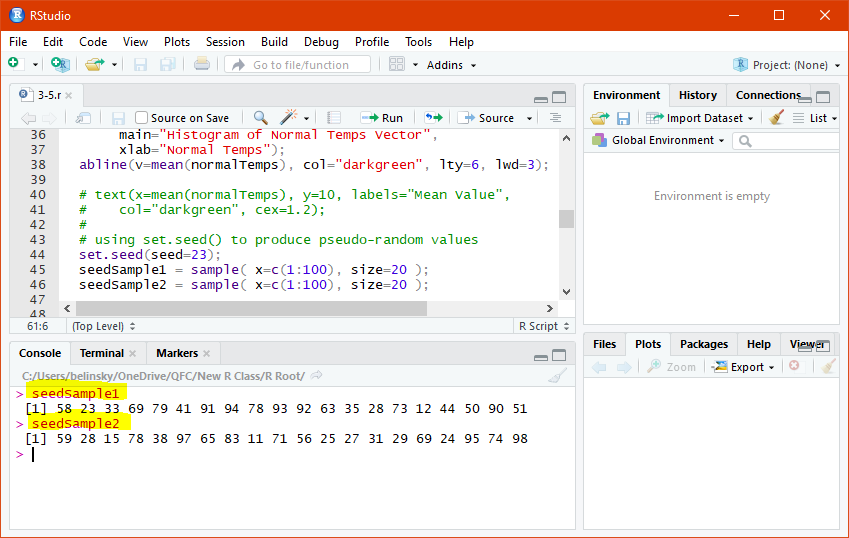 RStudio
File Edit Code View Plots Session Build Debug Profile Tools Help
Go to file/function Addins Project: (None)
3-5.r
Source on Save Run Source
36 main="Histogram of Normal Temps Vector",
37 xlab="Normal Temps");
38 abline(v=mean(normalTemps), col="darkgreen", lty=6, lwd=3);
39
40 # text(x=mean(normalTemps), y=10, labels="Mean Value",
41 # col="darkgreen", cex=1.2);
42 #
43 # using set.seed() to produce pseudo-random values
44 set.seed(seed=23);
45 seedSample1 = sample( x=c(1:100), size=20 );
46 seedSample2 = sample( x=c(1:100), size=20 );
47
48
61:6 (Top Level) R Script
Console Terminal Markers
C:/Users/belinsky/OneDrive/QFC/New R Class/R Root/
> seedSample1
[1] 58 23 33 69 79 41 91 94 78 93 92 63 35 28 73 12 44 50 90 51
> seedSample2
[1] 59 28 15 78 38 97 65 83 11 71 56 25 27 31 29 69 24 95 74 98
>
Environment History Connections
Import Dataset List
Global Environment
Environment is empty
Files Plots Packages Help Viewer
Zoom Export